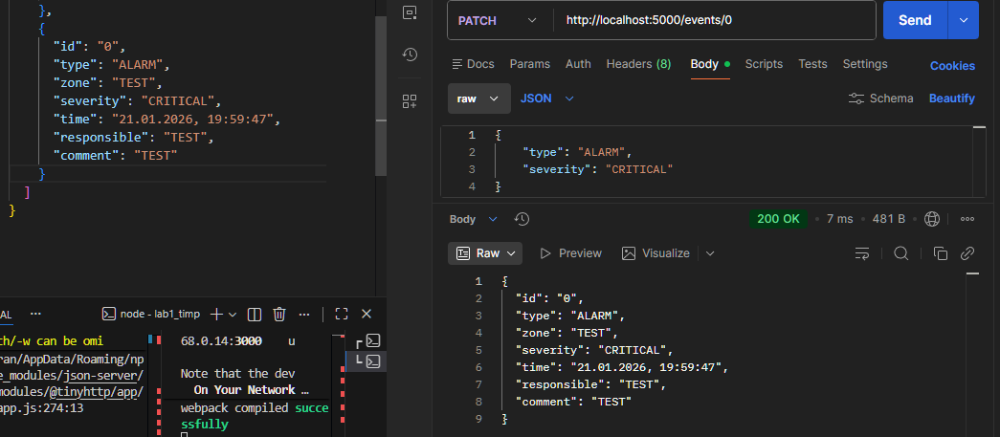 },
{
"id": "0",
"type": "ALARM",
"zone": "TEST",
"severity": "CRITICAL",
"time": "21.01.2026, 19:59:47",
"responsible": "TEST",
"comment": "TEST"
}
]
}
AL ... node - lab1_timp
th/-w can be omi
ran/AppData/Roaming/np
e_modules/json-server/
modules/@tinyhttp/app/
app.js:274:13
68.0.14:3000 u
Note that the dev
On Your Network …
webpack compiled succe
ssfully
PATCH http://localhost:5000/events/0 Send
Docs Params Auth Headers (8) Body Scripts Tests Settings Cookies
raw JSON Schema Beautify
1 {
2 "type": "ALARM",
3 "severity": "CRITICAL"
4 }
Body 200 OK • 7 ms • 481 B
Raw Preview Visualize
1 {
2 "id": "0",
3 "type": "ALARM",
4 "zone": "TEST",
5 "severity": "CRITICAL",
6 "time": "21.01.2026, 19:59:47",
7 "responsible": "TEST",
8 "comment": "TEST"
9 }